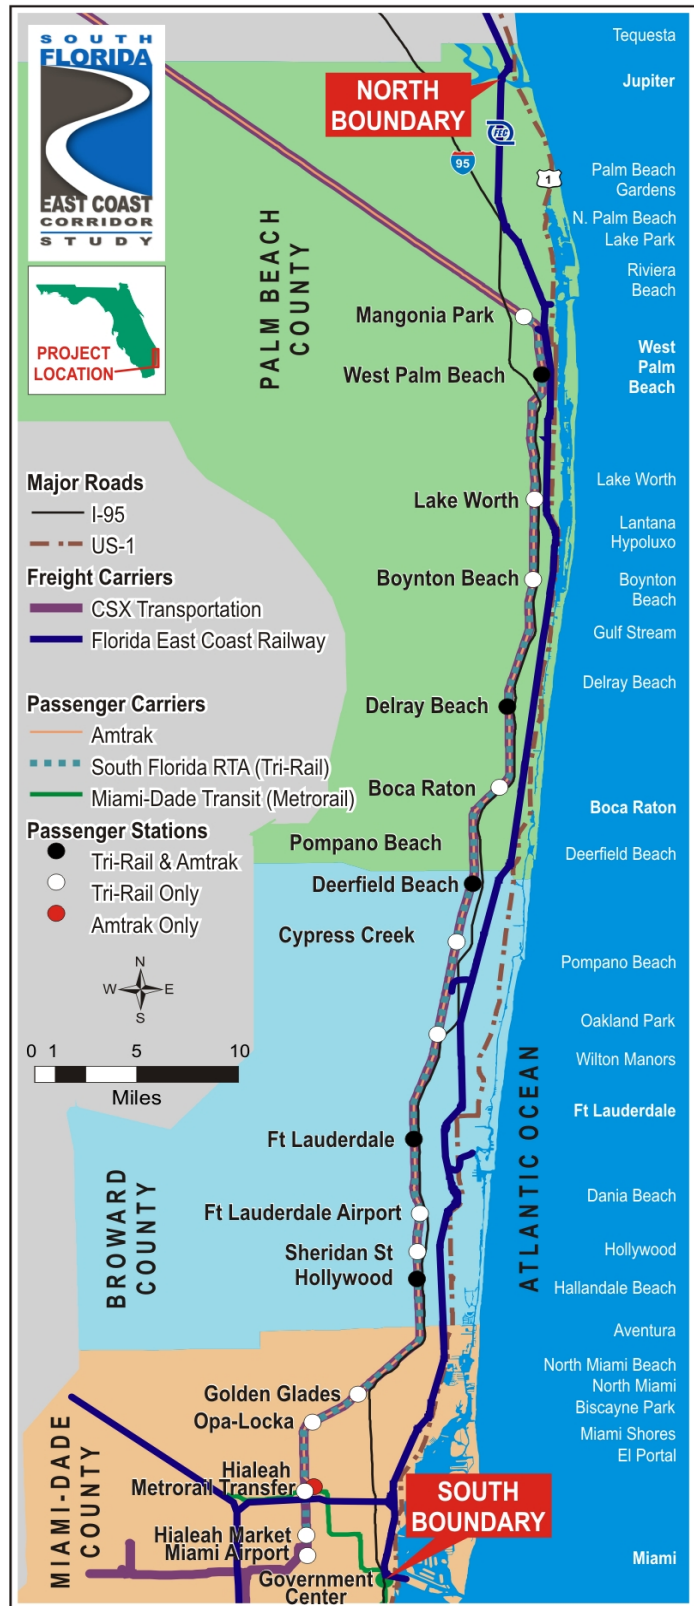 SOUTH
FLORIDA
EAST COAST
CORRIDOR
STUDY
PROJECT
LOCATION
NORTH
BOUNDARY
FEC
95
1
PALM BEACH
COUNTY
Tequesta
Jupiter
Palm Beach
Gardens
N. Palm Beach
Lake Park
Riviera
Beach
West
Palm
Beach
Lake Worth
Lantana
Hypoluxo
Boynton
Beach
Gulf Stream
Delray Beach
Boca Raton
Deerfield Beach
Pompano Beach
Oakland Park
Wilton Manors
Ft Lauderdale
Dania Beach
Hollywood
Hallandale Beach
Aventura
North Miami Beach
North Miami
Biscayne Park
Miami Shores
El Portal
Miami
Mangonia Park
West Palm Beach
Lake Worth
Boynton Beach
Delray Beach
Boca Raton
Pompano Beach
Deerfield Beach
Cypress Creek
Ft Lauderdale
Ft Lauderdale Airport
Sheridan St
Hollywood
Golden Glades
Opa-Locka
Hialeah
Metrorail Transfer
Hialeah Market
Miami Airport
Government
Center
Major Roads
I-95
US-1
Freight Carriers
CSX Transportation
Florida East Coast Railway
Passenger Carriers
Amtrak
South Florida RTA (Tri-Rail)
Miami-Dade Transit (Metrorail)
Passenger Stations
Tri-Rail & Amtrak
Tri-Rail Only
Amtrak Only
N
W E
S
0 1 5 10
Miles
BROWARD
COUNTY
ATLANTIC OCEAN
MIAMI-DADE
COUNTY
SOUTH
BOUNDARY